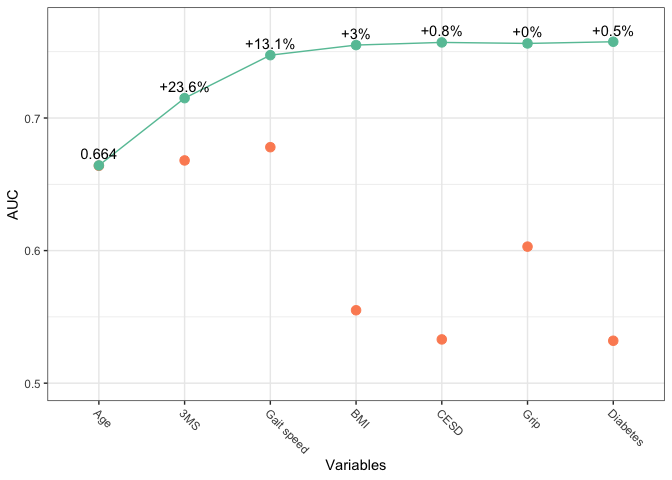 +0.5%
+0.8%
+0%
+3%
+13.1%
+23.6%
0.664
0.7
0.6
0.5
AUC
Age
3MS
Gait speed
BMI
CESD
Grip
Diabetes
Variables